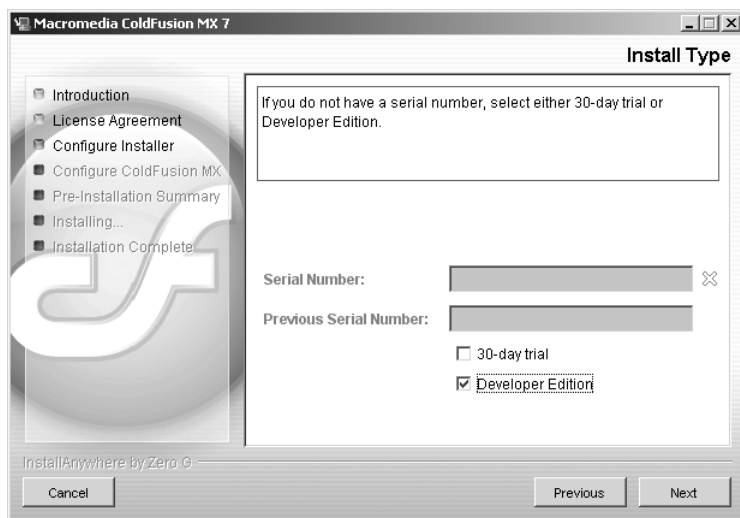 Macromedia ColdFusion MX 7
Install Type
Introduction
License Agreement
Configure Installer
Configure ColdFusion MX
Pre-Installation Summary
Installing...
Installation Complete
If you do not have a serial number, select either 30-day trial or
Developer Edition.
Serial Number:
Previous Serial Number:
30-day trial
Developer Edition
InstallAnywhere by Zero G
Cancel
Previous
Next